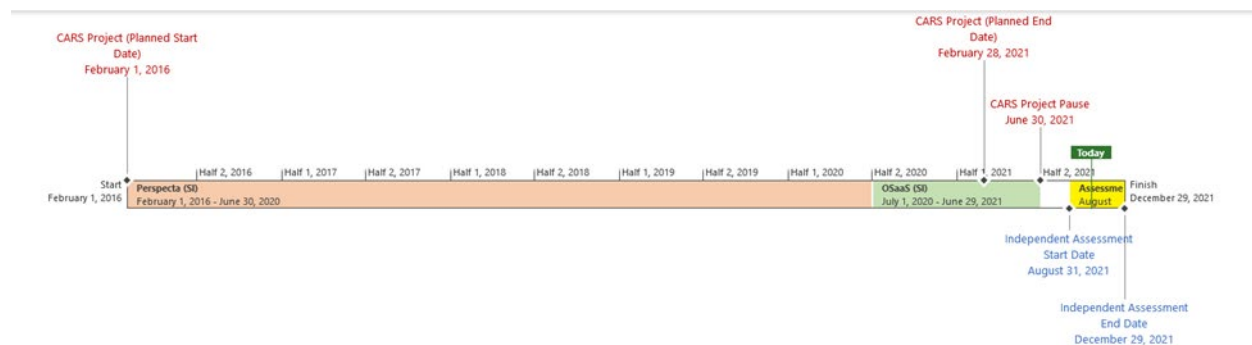 CARS Project (Planned Start
Date)
February 1, 2016
CARS Project (Planned End
Date)
February 28, 2021
CARS Project Pause
June 30, 2021
Today
Half 2, 2016
Half 1, 2017
Half 2, 2017
Half 1, 2018
Half 2, 2018
Half 1, 2019
Half 2, 2019
Half 1, 2020
Half 2, 2020
Half 1, 2021
Half 2, 2021
Start
February 1, 2016
Perspecta (SI)
February 1, 2016 - June 30, 2020
OSaaS (SI)
July 1, 2020 - June 29, 2021
Assessme
August
Finish
December 29, 2021
Independent Assessment
Start Date
August 31, 2021
Independent Assessment
End Date
December 29, 2021